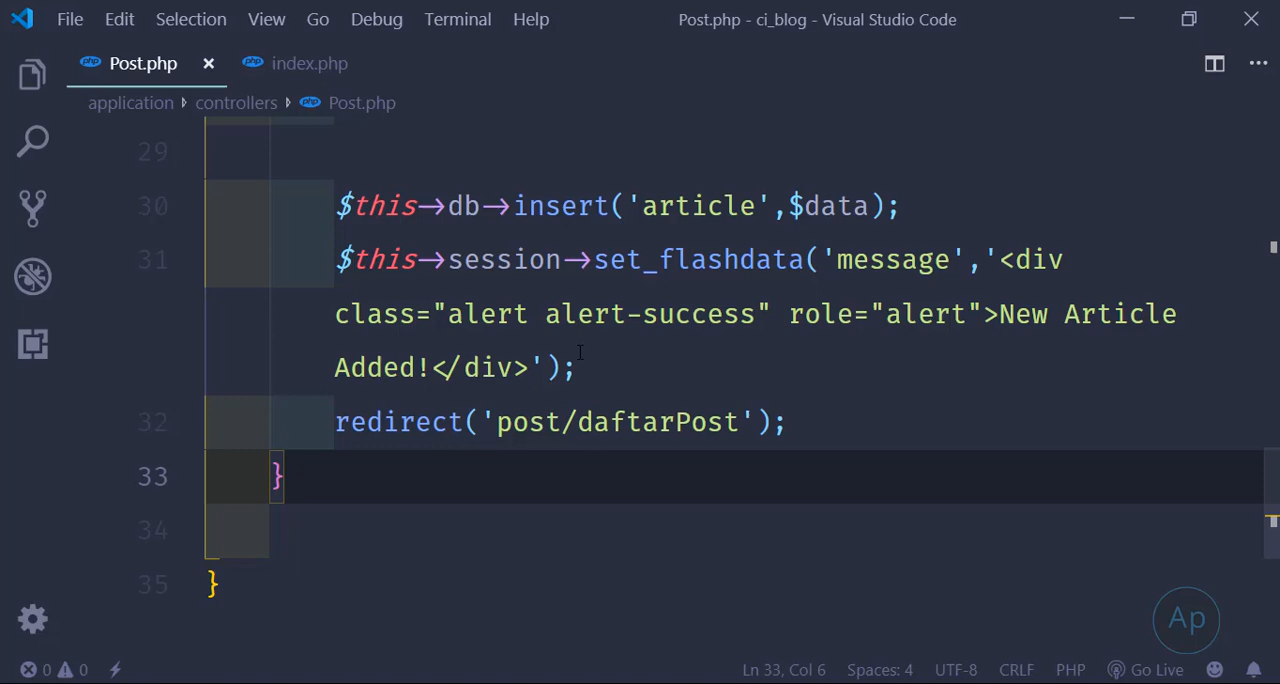 File Edit Selection View Go Debug Terminal Help Post.php - ci_blog - Visual Studio Code
Post.php index.php
application controllers Post.php
29
30 $this->db->insert('article',$data);
31 $this->session->set_flashdata('message','<div
class="alert alert-success" role="alert">New Article
Added!</div>');
32 redirect('post/daftarPost');
33 }
34
35 }
Ap
0 0 Ln 33, Col 6 Spaces: 4 UTF-8 CRLF PHP Go Live